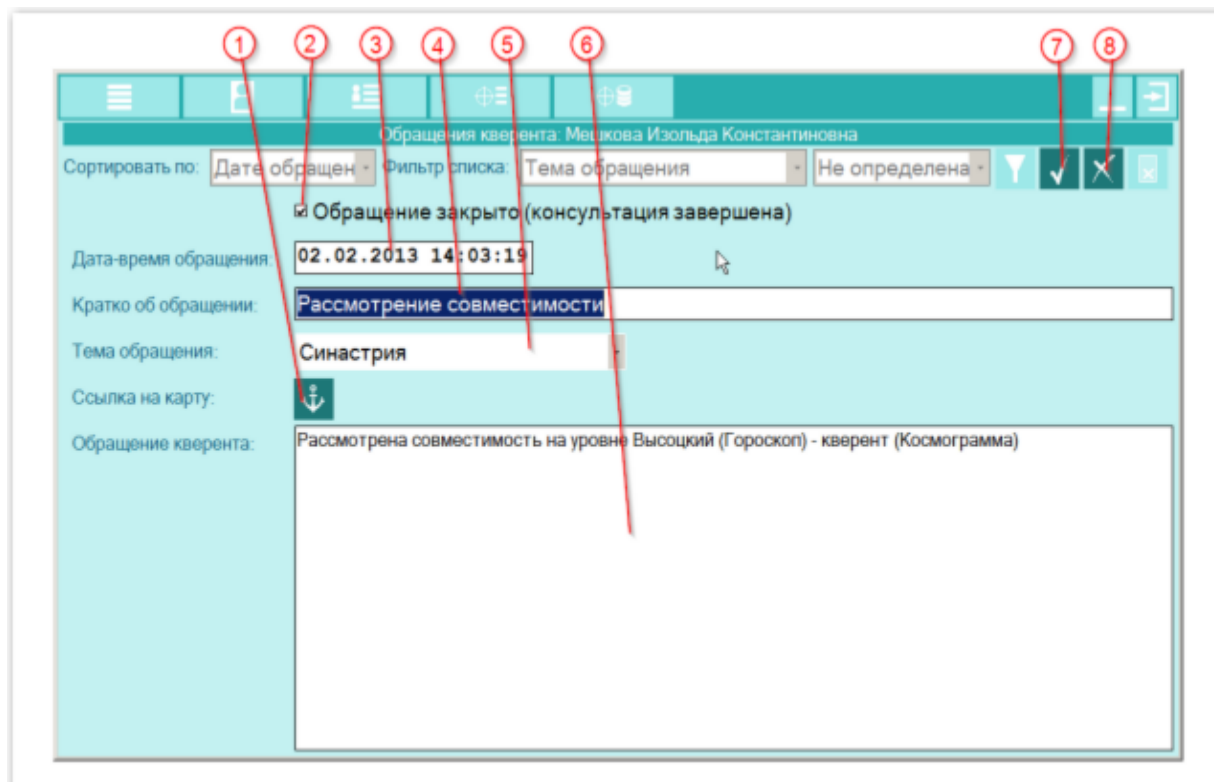 1 2 3 4 5 6 7 8
Обращения кверента: Мешкова Изольда Константиновна
Сортировать по: Дате обращен Фильтр списка: Тема обращения Не определена
Обращение закрыто (консультация завершена)
Дата-время обращения: 02.02.2013 14:03:19
Кратко об обращении: Рассмотрение совместимости
Тема обращения: Синастрия
Ссылка на карту:
Обращение кверента: Рассмотрена совместимость на уровне Высоцкий (Гороскоп) - кверент (Космограмма)